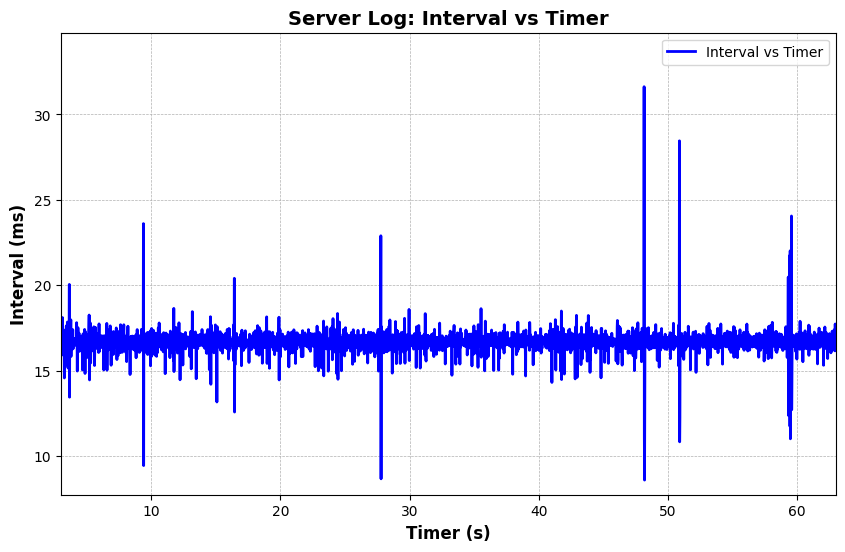 Server Log: Interval vs Timer
Interval vs Timer
30
25
20
15
10
Interval (ms)
10 20 30 40 50 60
Timer (s)